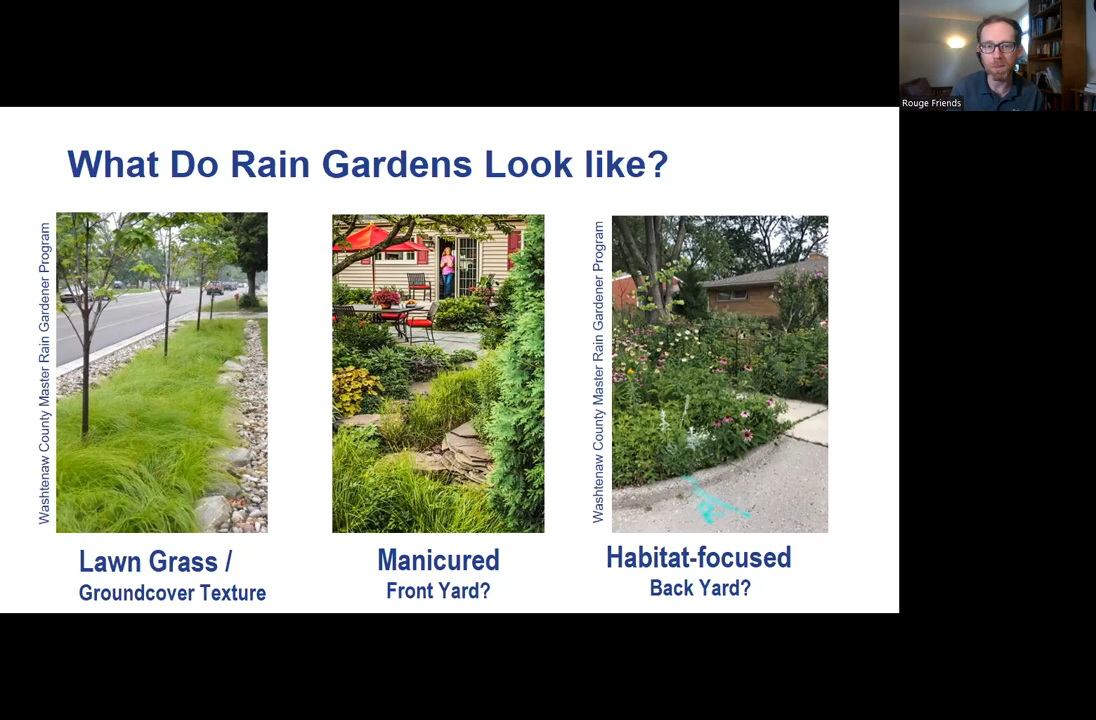 Rouge Friends
What Do Rain Gardens Look like?
Washtenaw County Master Rain Gardener Program
Washtenaw County Master Rain Gardener Program
Lawn Grass /
Groundcover Texture
Manicured
Front Yard?
Habitat-focused
Back Yard?